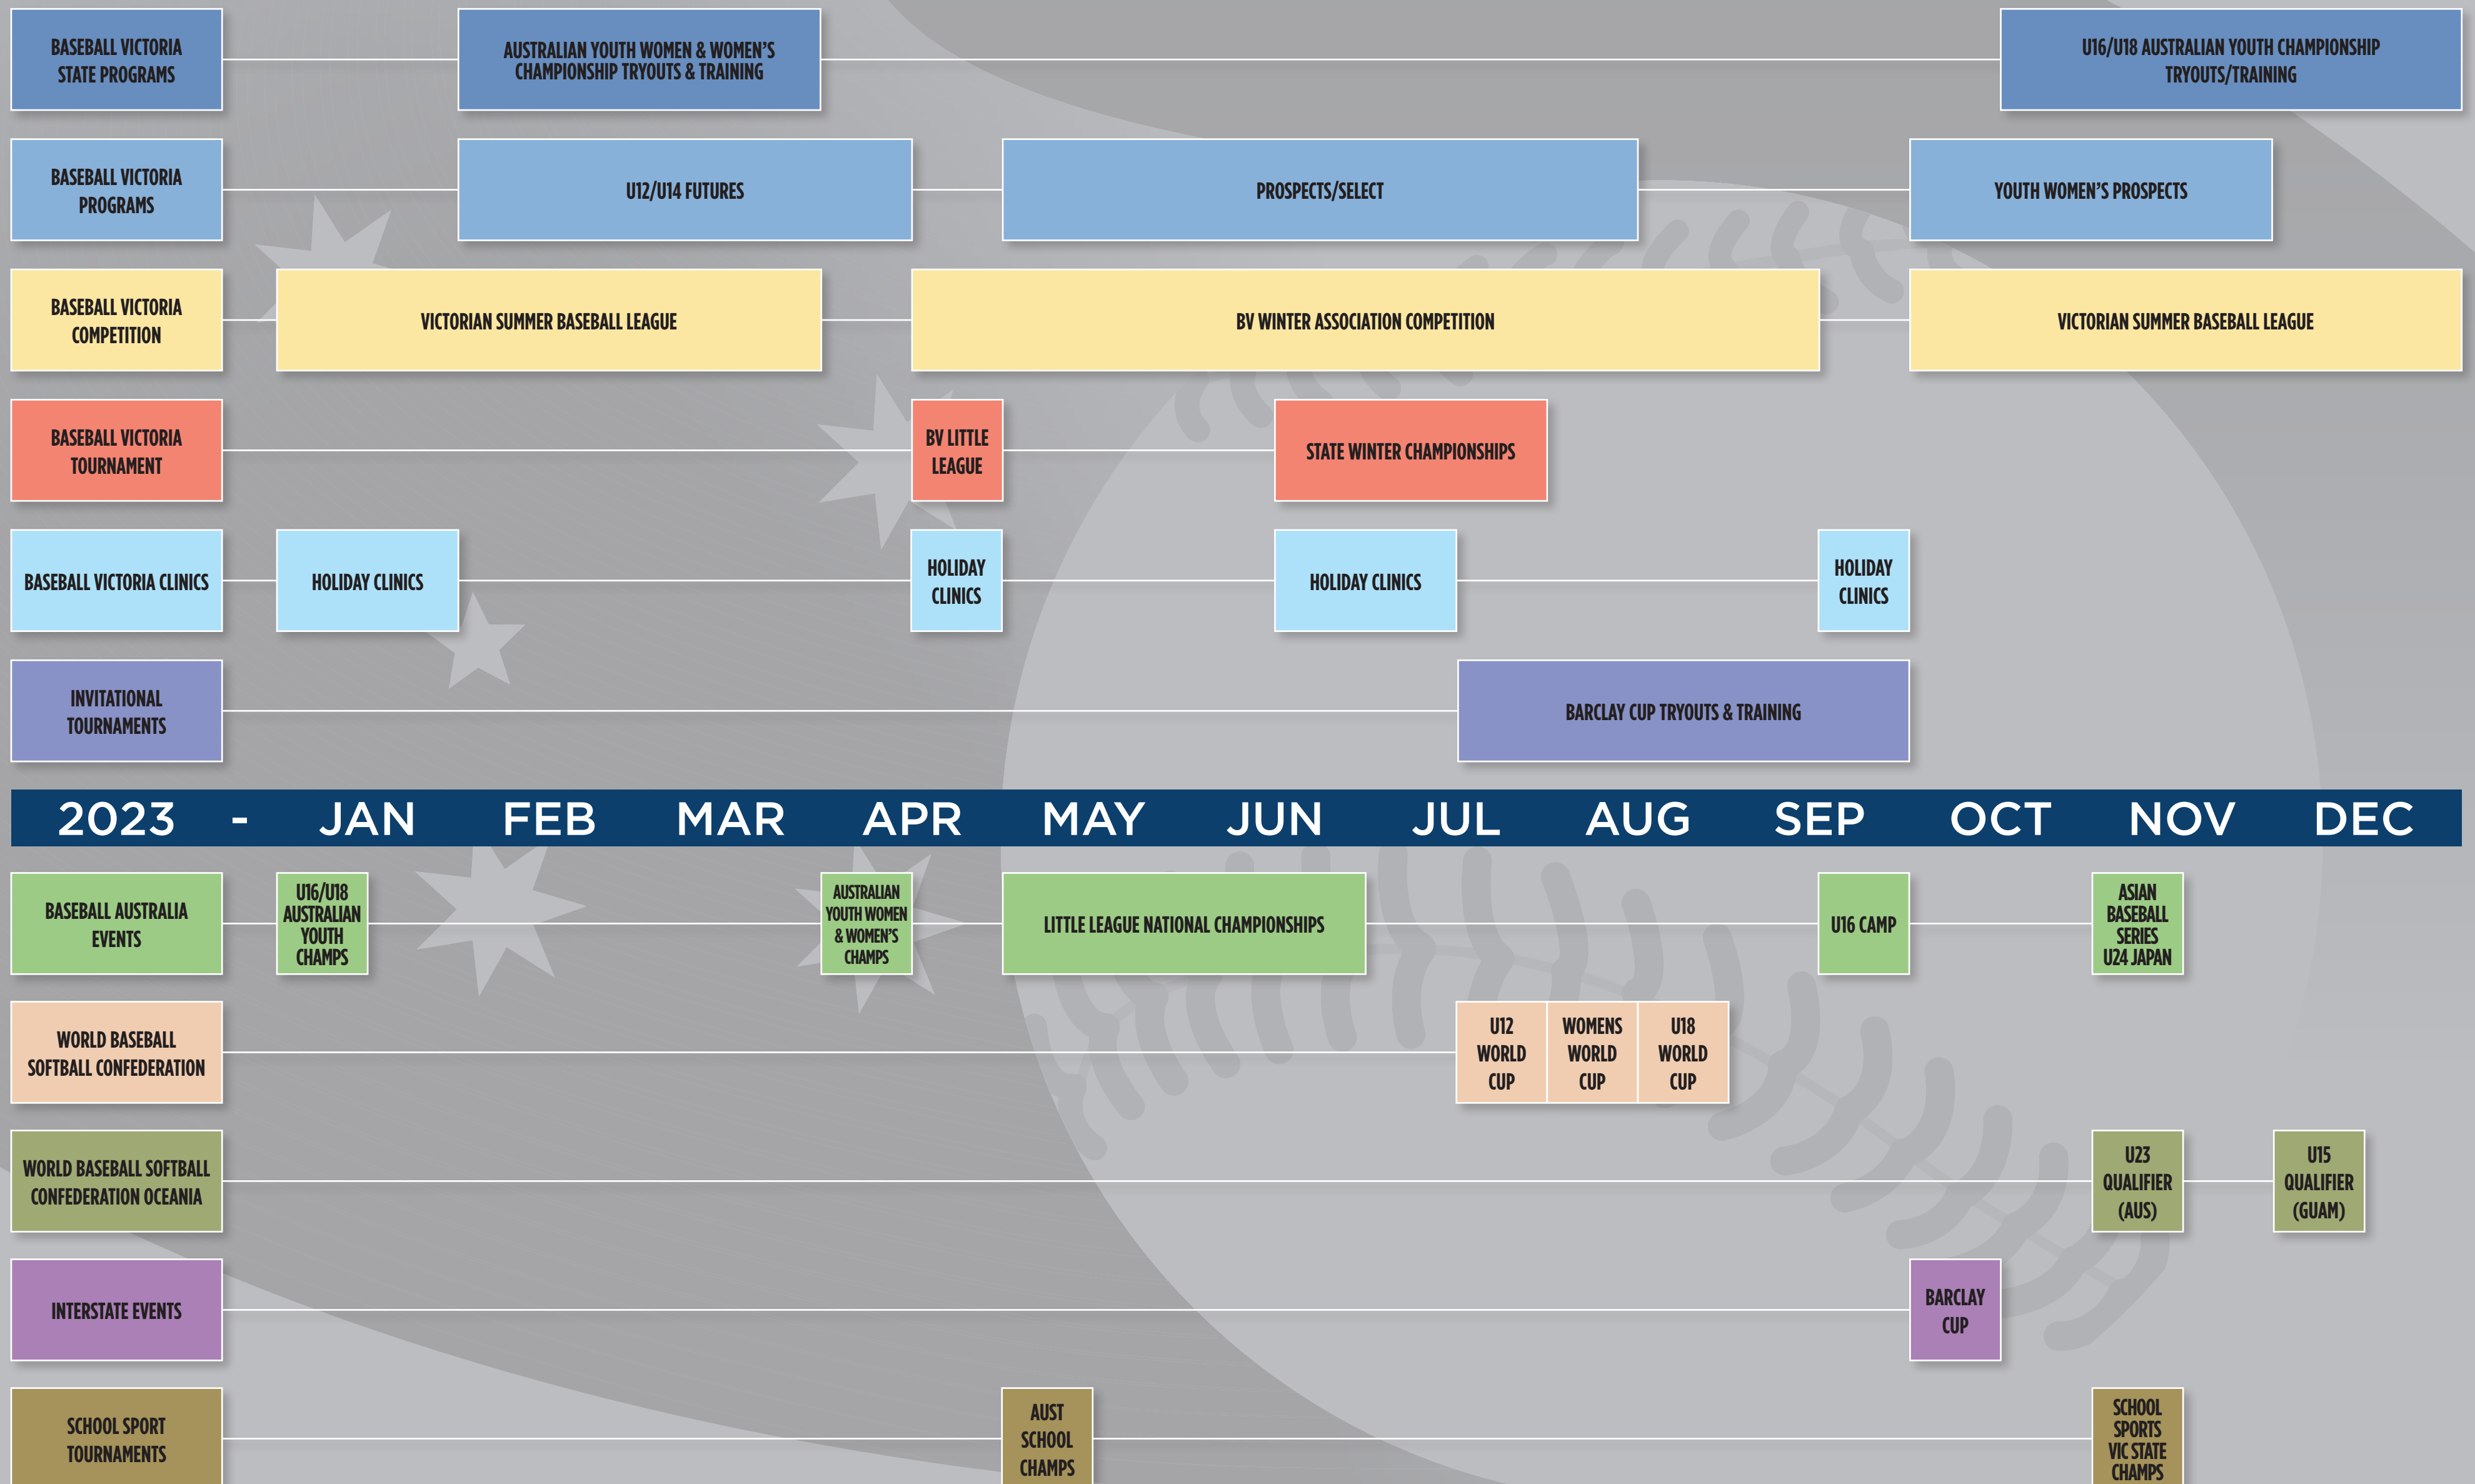 BASEBALL VICTORIA
STATE PROGRAMS
AUSTRALIAN YOUTH WOMEN & WOMEN'S
CHAMPIONSHIP TRYOUTS & TRAINING
U16/U18 AUSTRALIAN YOUTH CHAMPIONSHIP
TRYOUTS/TRAINING
BASEBALL VICTORIA
PROGRAMS
U12/U14 FUTURES
PROSPECTS/SELECT
YOUTH WOMEN'S PROSPECTS
BASEBALL VICTORIA
COMPETITION
VICTORIAN SUMMER BASEBALL LEAGUE
BV WINTER ASSOCIATION COMPETITION
VICTORIAN SUMMER BASEBALL LEAGUE
BASEBALL VICTORIA
TOURNAMENT
BV LITTLE
LEAGUE
STATE WINTER CHAMPIONSHIPS
BASEBALL VICTORIA CLINICS
HOLIDAY CLINICS
HOLIDAY
CLINICS
HOLIDAY CLINICS
HOLIDAY
CLINICS
INVITATIONAL
TOURNAMENTS
BARCLAY CUP TRYOUTS & TRAINING
2023 - JAN FEB MAR APR MAY JUN JUL AUG SEP OCT NOV DEC
BASEBALL AUSTRALIA
EVENTS
U16/U18
AUSTRALIAN
YOUTH
CHAMPS
AUSTRALIAN
YOUTH WOMEN
& WOMEN'S
CHAMPS
LITTLE LEAGUE NATIONAL CHAMPIONSHIPS
U16 CAMP
ASIAN
BASEBALL
SERIES
U24 JAPAN
WORLD BASEBALL
SOFTBALL CONFEDERATION
U12
WORLD
CUP
WOMENS
WORLD
CUP
U18
WORLD
CUP
WORLD BASEBALL SOFTBALL
CONFEDERATION OCEANIA
U23
QUALIFIER
(AUS)
U15
QUALIFIER
(GUAM)
INTERSTATE EVENTS
BARCLAY
CUP
SCHOOL SPORT
TOURNAMENTS
AUST
SCHOOL
CHAMPS
SCHOOL
SPORTS
VIC STATE
CHAMPS